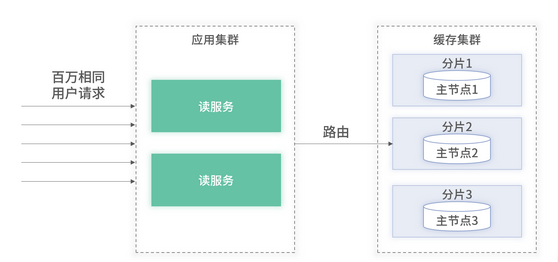 百万相同
用户请求
应用集群
读服务
读服务
路由
缓存集群
分片1
主节点1
分片2
主节点2
分片3
主节点3